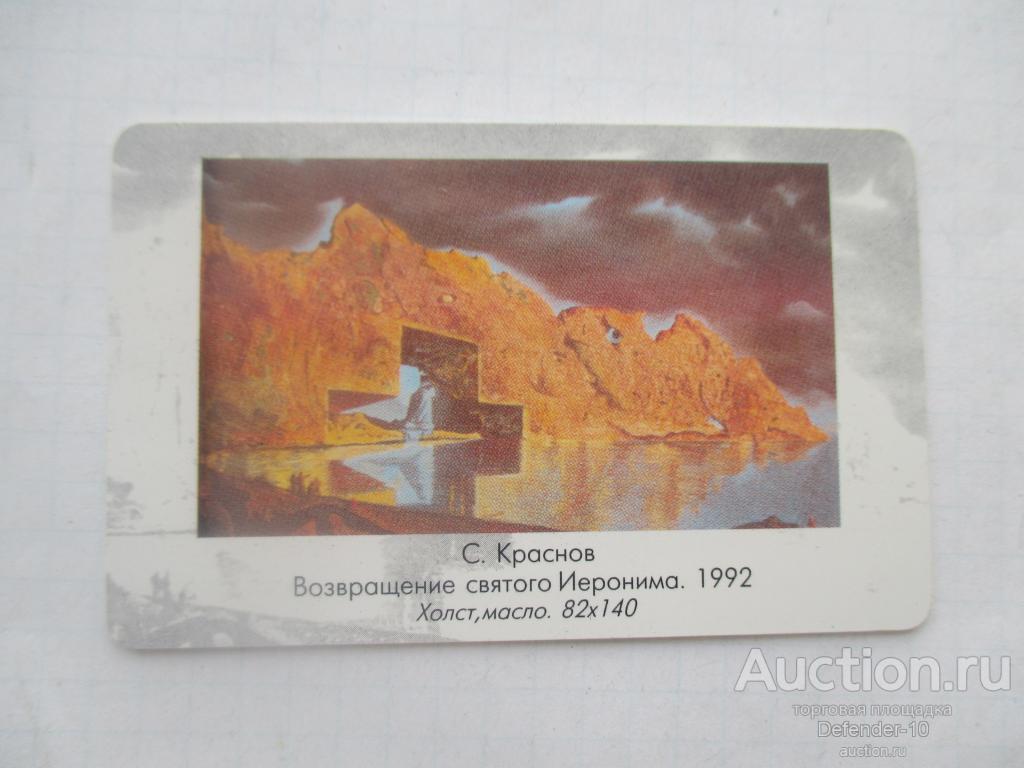 С. Краснов
Возвращение святого Иеронима. 1992
Холст, масло. 82х140
Auction.ru
торговая площадка
Defender-10
auction.ru